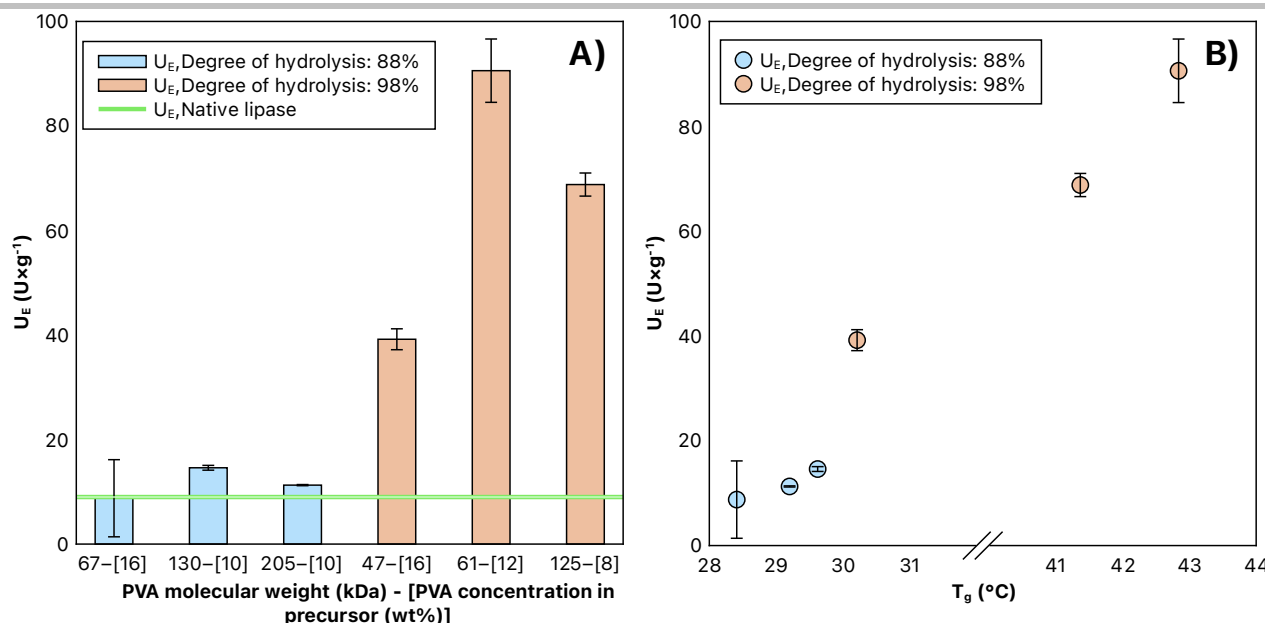 A)
U_E,Degree of hydrolysis: 88%
U_E,Degree of hydrolysis: 98%
U_E,Native lipase
100
80
60
40
20
0
U_E (U×g⁻¹)
67–[16] 130–[10] 205–[10] 47–[16] 61–[12] 125–[8]
PVA molecular weight (kDa) - [PVA concentration in
precursor (wt%)]
B)
U_E,Degree of hydrolysis: 88%
U_E,Degree of hydrolysis: 98%
100
80
60
40
20
0
U_E (U×g⁻¹)
28 29 30 31 41 42 43 44
T_g (°C)